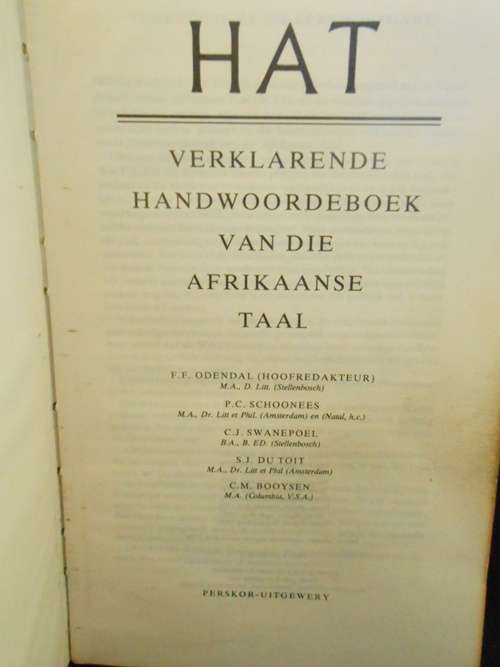 HAT
VERKLARENDE
HANDWOORDEBOEK
VAN DIE
AFRIKAANSE
TAAL
F.F. ODENDAL (HOOFREDAKTEUR)
M.A., D. Litt. (Stellenbosch)
P.C. SCHOONEES
M.A., Dr. Litt et Phil. (Amsterdam) en (Natal, h.c.)
C.J. SWANEPOEL
B.A., B. ED. (Stellenbosch)
S.J. DU TOIT
M.A., Dr. Litt et Phil (Amsterdam)
C.M. BOOYSEN
M.A. (Columbia, V.S.A.)
PERSKOR-UITGEWERY